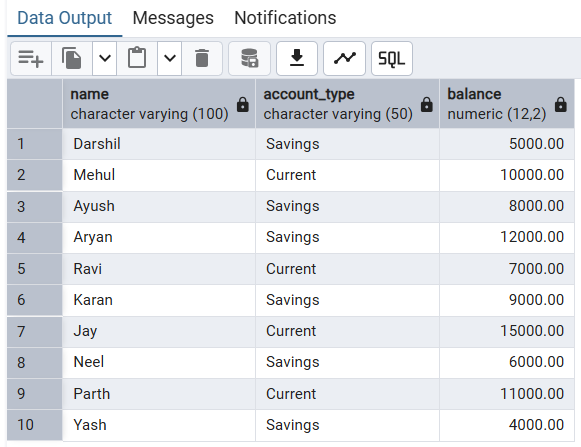 Data Output Messages Notifications
SQL
name account_type balance
character varying (100) character varying (50) numeric (12,2)
1 Darshil Savings 5000.00
2 Mehul Current 10000.00
3 Ayush Savings 8000.00
4 Aryan Savings 12000.00
5 Ravi Current 7000.00
6 Karan Savings 9000.00
7 Jay Current 15000.00
8 Neel Savings 6000.00
9 Parth Current 11000.00
10 Yash Savings 4000.00